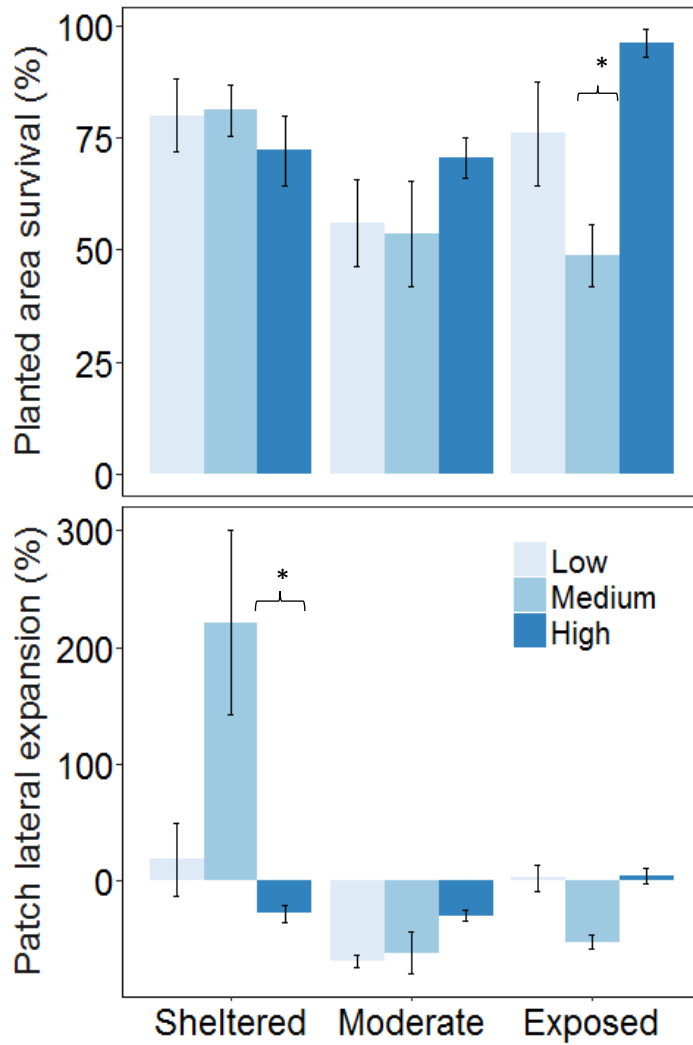 Planted area survival (%)
100
75
50
25
0
*
Patch lateral expansion (%)
300
200
100
0
*
Low
Medium
High
Sheltered Moderate Exposed